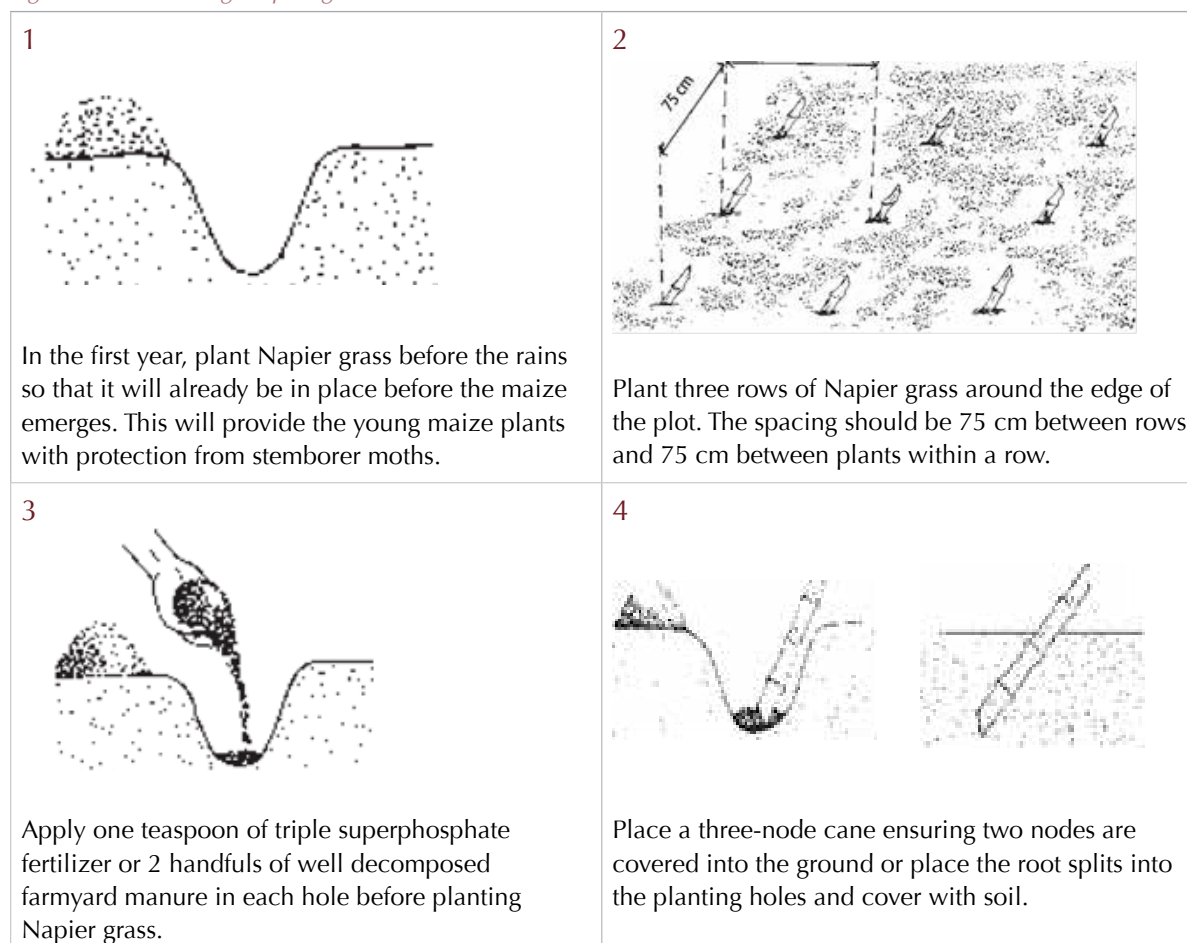 1
In the first year, plant Napier grass before the rains
so that it will already be in place before the maize
emerges. This will provide the young maize plants
with protection from stemborer moths.
2
75 cm
Plant three rows of Napier grass around the edge of
the plot. The spacing should be 75 cm between rows
and 75 cm between plants within a row.
3
Apply one teaspoon of triple superphosphate
fertilizer or 2 handfuls of well decomposed
farmyard manure in each hole before planting
Napier grass.
4
Place a three-node cane ensuring two nodes are
covered into the ground or place the root splits into
the planting holes and cover with soil.